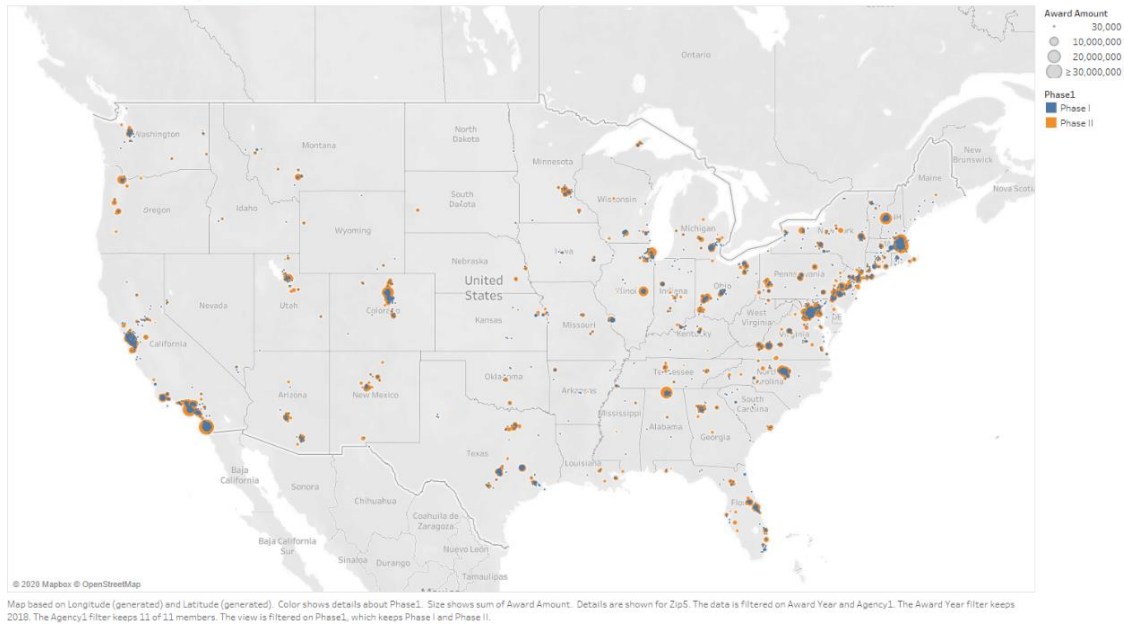 Award Amount
30,000
10,000,000
20,000,000
≥30,000,000
Phase1
Phase I
Phase II
Ontario
Washington
Montana
North
Dakota
Minnesota
New
Brunswick
Maine
Nova Scoti
Oregon
Idaho
South
Dakota
Wisconsin
Michigan
New York
Wyoming
Iowa
Nebraska
United
States
Pennsylvania
Nevada
Utah
Colorado
Illinoi
Indiana
Ohio
West
Virginia
DE
Kansas
Missouri
Kentucky
Virginia
California
Oklahoma
Tennessee
North
Carolina
Arizona
New Mexico
Arkansas
South
Carolina
Mississippi
Alabama
Georgia
Texas
Louisiana
Baja
California
Sonora
Chihuahua
Florid
Coahuila de
Zaragoza
Baja California
Sur
Nuevo León
Sinaloa
Durango
Tamaulipas
© 2020 Mapbox © OpenStreetMap
Map based on Longitude (generated) and Latitude (generated). Color shows details about Phase1. Size shows sum of Award Amount. Details are shown for Zip5. The data is filtered on Award Year and Agency1. The Award Year filter keeps
2018. The Agency1 filter keeps 11 of 11 members. The view is filtered on Phase1, which keeps Phase I and Phase II.